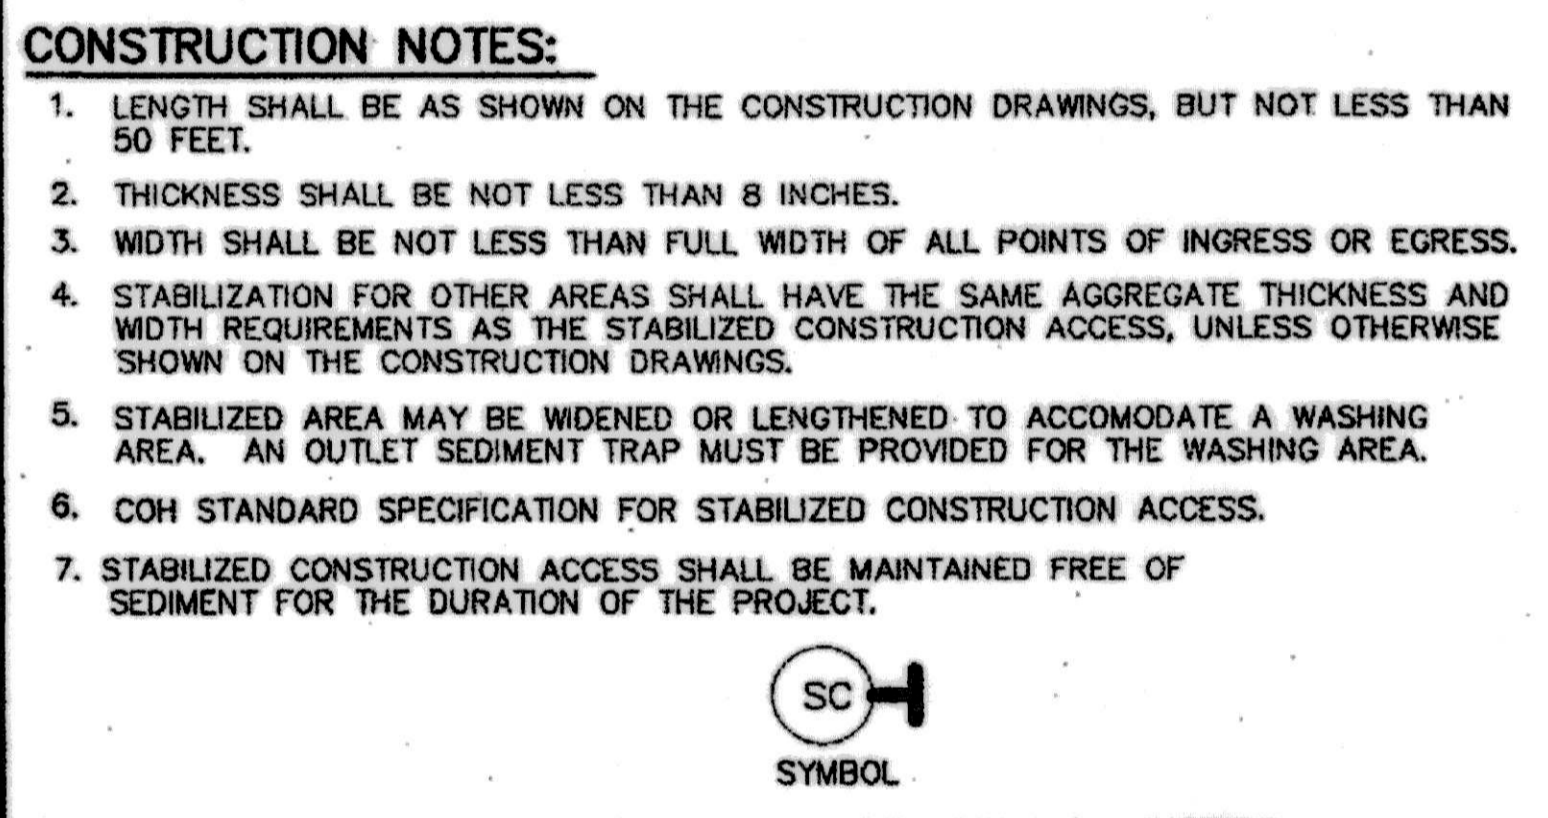 CONSTRUCTION NOTES:
1. LENGTH SHALL BE AS SHOWN ON THE CONSTRUCTION DRAWINGS, BUT NOT LESS THAN
50 FEET.
2. THICKNESS SHALL BE NOT LESS THAN 8 INCHES.
3. WIDTH SHALL BE NOT LESS THAN FULL WIDTH OF ALL POINTS OF INGRESS OR EGRESS.
4. STABILIZATION FOR OTHER AREAS SHALL HAVE THE SAME AGGREGATE THICKNESS AND
WIDTH REQUIREMENTS AS THE STABILIZED CONSTRUCTION ACCESS, UNLESS OTHERWISE
SHOWN ON THE CONSTRUCTION DRAWINGS.
5. STABILIZED AREA MAY BE WIDENED OR LENGTHENED TO ACCOMODATE A WASHING
AREA. AN OUTLET SEDIMENT TRAP MUST BE PROVIDED FOR THE WASHING AREA.
6. COH STANDARD SPECIFICATION FOR STABILIZED CONSTRUCTION ACCESS.
7. STABILIZED CONSTRUCTION ACCESS SHALL BE MAINTAINED FREE OF
SEDIMENT FOR THE DURATION OF THE PROJECT.
SC
SYMBOL